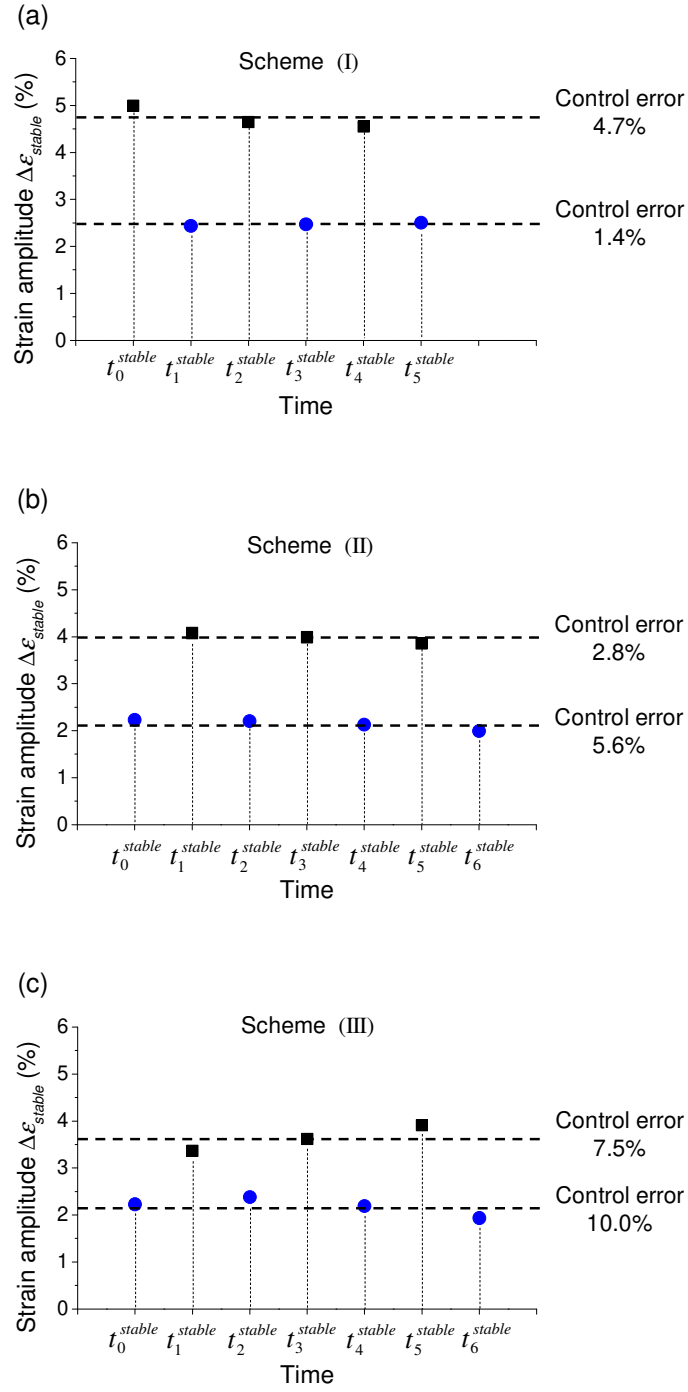 (a)
Scheme (I)
Strain amplitude Δε_stable (%)
6
5
4
3
2
1
0
Control error
4.7%
Control error
1.4%
t_0^stable t_1^stable t_2^stable t_3^stable t_4^stable t_5^stable
Time
(b)
Scheme (II)
Strain amplitude Δε_stable (%)
6
5
4
3
2
1
0
Control error
2.8%
Control error
5.6%
t_0^stable t_1^stable t_2^stable t_3^stable t_4^stable t_5^stable t_6^stable
Time
(c)
Scheme (III)
Strain amplitude Δε_stable (%)
6
5
4
3
2
1
0
Control error
7.5%
Control error
10.0%
t_0^stable t_1^stable t_2^stable t_3^stable t_4^stable t_5^stable t_6^stable
Time